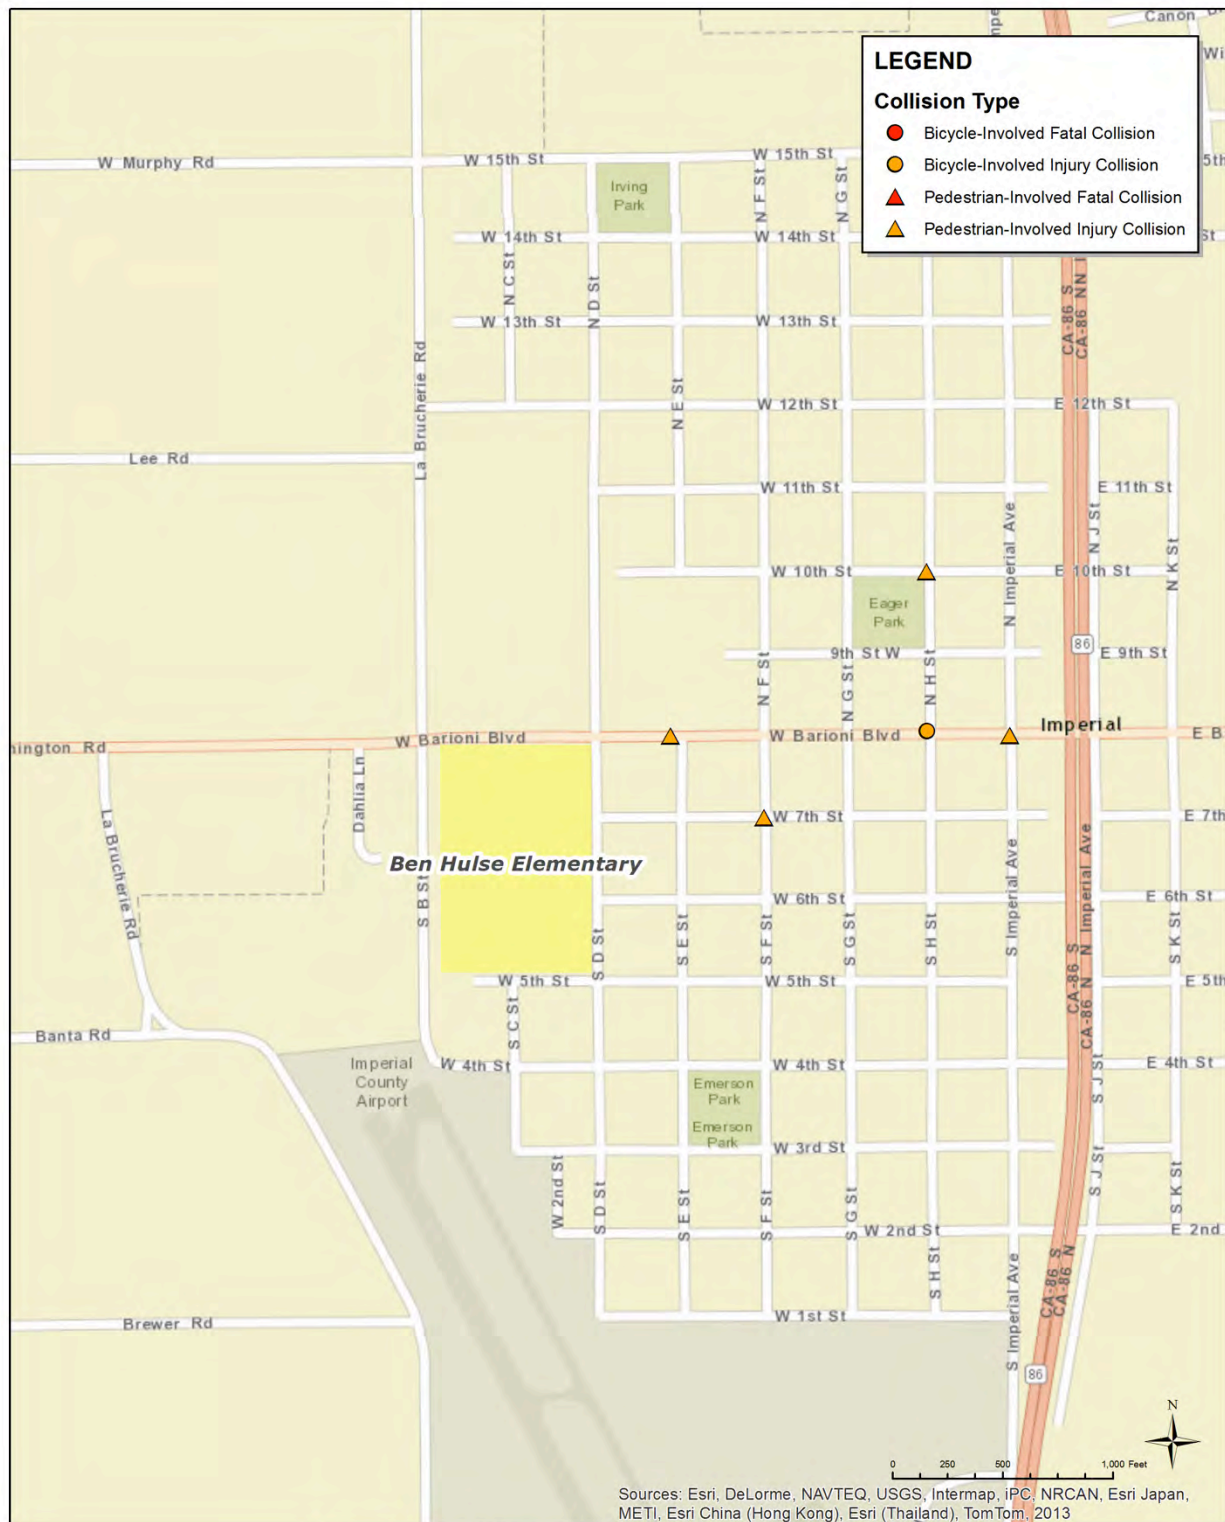 Canon
Wi
LEGEND
Collision Type
Bicycle-Involved Fatal Collision
Bicycle-Involved Injury Collision
Pedestrian-Involved Fatal Collision
Pedestrian-Involved Injury Collision
W Murphy Rd
W 15th St
W 15th St
5th
Irving
Park
N F St
N G St
W 14th St
W 14th St
St
N C St
N D St
CA-86 S
CA-86 N
N I
W 13th St
W 13th St
La Brucherie Rd
N E St
W 12th St
E 12th St
Lee Rd
W 11th St
E 11th St
N Imperial Ave
N J St
N K St
W 10th St
E 10th St
Eager
Park
9th St W
E 9th St
86
N F St
N G St
N H St
Imperial
nington Rd
W Barioni Blvd
W Barioni Blvd
E B
Dahlia Ln
La Brucherie Rd
W 7th St
E 7th
Ben Hulse Elementary
S B St
W 6th St
E 6th St
S Imperial Ave
N Imperial Ave
S D St
S E St
S F St
S G St
S H St
S K St
CA-86 S
CA-86 N
W 5th St
W 5th St
E 5th
S C St
Banta Rd
W 4th St
W 4th St
E 4th St
Imperial
County
Airport
Emerson
Park
Emerson
Park
S J St
W 3rd St
S J St
W 2nd St
S D St
S E St
S F St
S G St
S K St
W 2nd St
E 2nd
S H St
CA-86 S
CA-86 N
W 1st St
Brewer Rd
S Imperial Ave
86
N
0 250 500 1,000 Feet
Sources: Esri, DeLorme, NAVTEQ, USGS, Intermap, iPC, NRCAN, Esri Japan,
METI, Esri China (Hong Kong), Esri (Thailand), TomTom, 2013